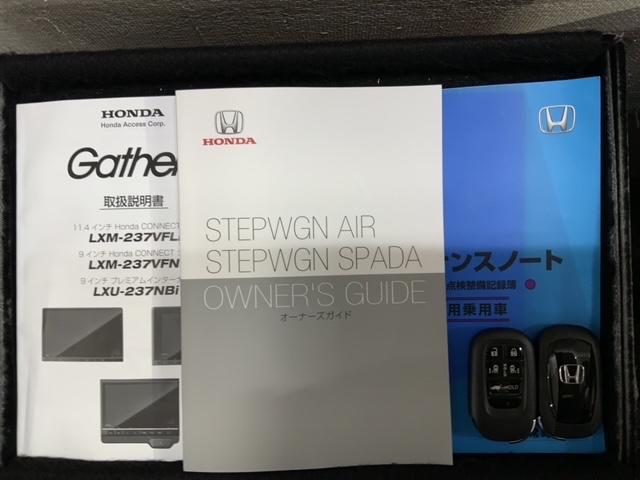 HONDA
Honda Access Corp.
Gathe
取扱説明書
11.4 インチ Honda CONNECT
LXM-237VFL
9 インチ Honda CONNECT
LXM-237VFN
9 インチ プレミアムインター
LXU-237NBi
HONDA
STEPWGN AIR
STEPWGN SPADA
OWNER'S GUIDE
オーナーズガイド
ンスノート
点検整備記録簿
用乗用車
HOLD